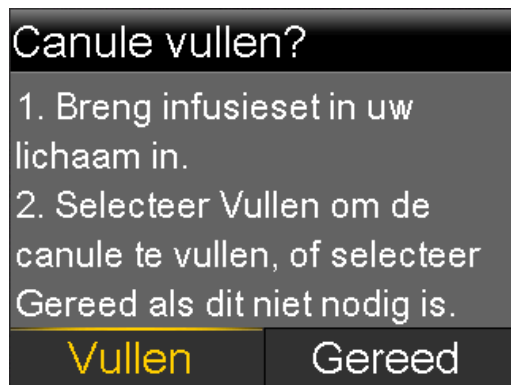 Canule vullen?
1. Breng infusieset in uw
lichaam in.
2. Selecteer Vullen om de
canule te vullen, of selecteer
Gereed als dit niet nodig is.
Vullen Gereed